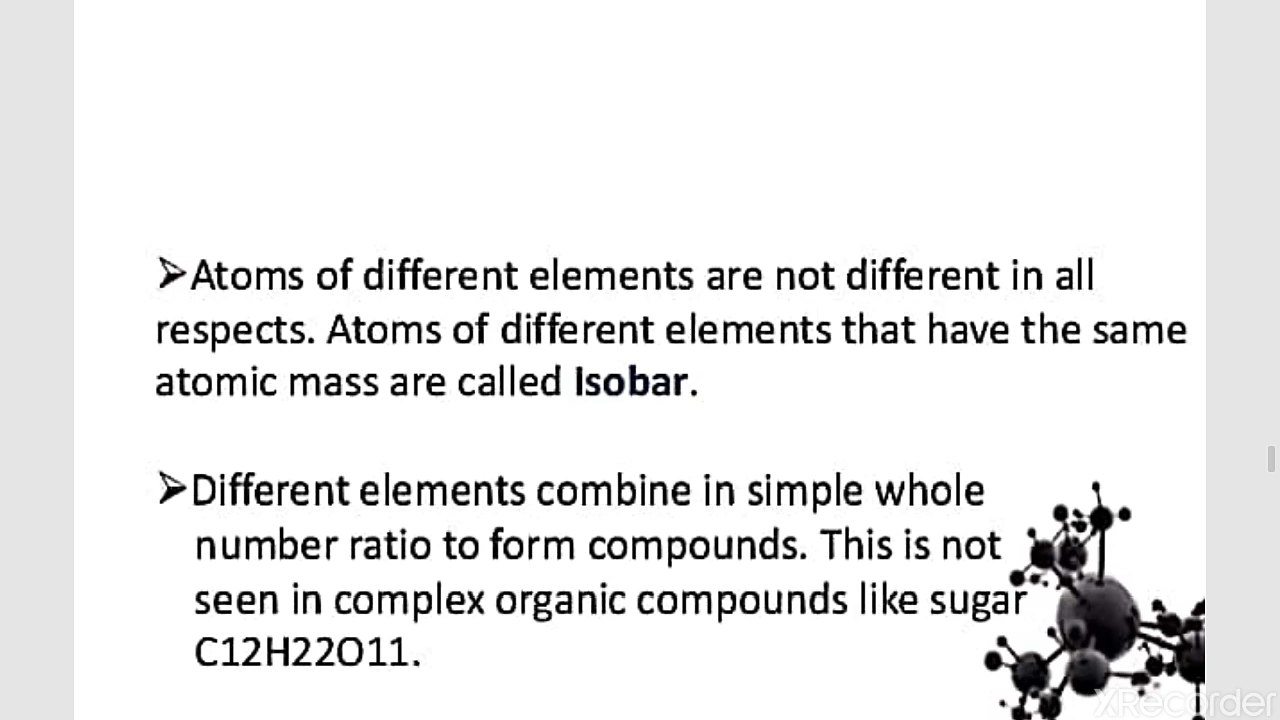 ➤Atoms of different elements are not different in all
respects. Atoms of different elements that have the same
atomic mass are called Isobar.
➤Different elements combine in simple whole
number ratio to form compounds. This is not
seen in complex organic compounds like sugar
C12H22O11.
XRecorder